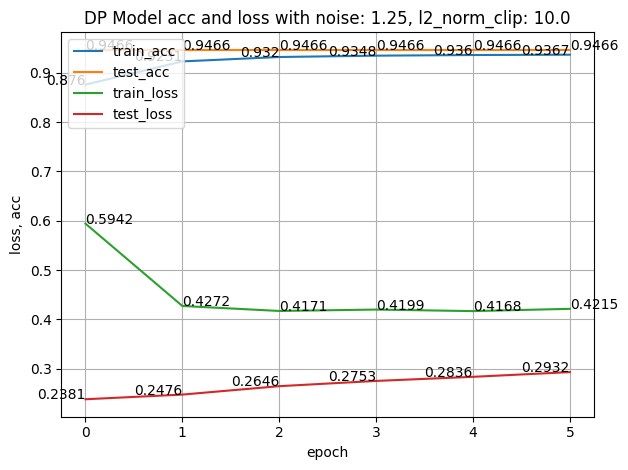 DP Model acc and loss with noise: 1.25, l2_norm_clip: 10.0
0.9466 0.9466 0.9466 0.9466 0.9466 0.9466
0.876 0.9231 0.932 0.9348 0.936 0.9367
train_acc
test_acc
train_loss
test_loss
0.9
0.8
0.7
0.6
0.5
0.4
0.3
loss, acc
0.5942 0.4272 0.4171 0.4199 0.4168 0.4215
0.2381 0.2476 0.2646 0.2753 0.2836 0.2932
0 1 2 3 4 5
epoch